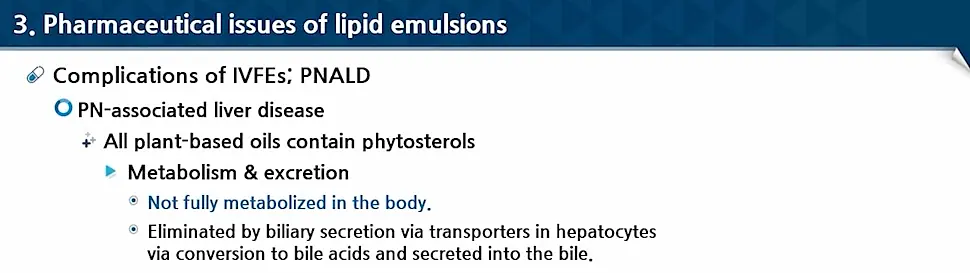 3. Pharmaceutical issues of lipid emulsions
Complications of IVFEs; PNALD
PN-associated liver disease
All plant-based oils contain phytosterols
Metabolism & excretion
Not fully metabolized in the body.
Eliminated by biliary secretion via transporters in hepatocytes
via conversion to bile acids and secreted into the bile.